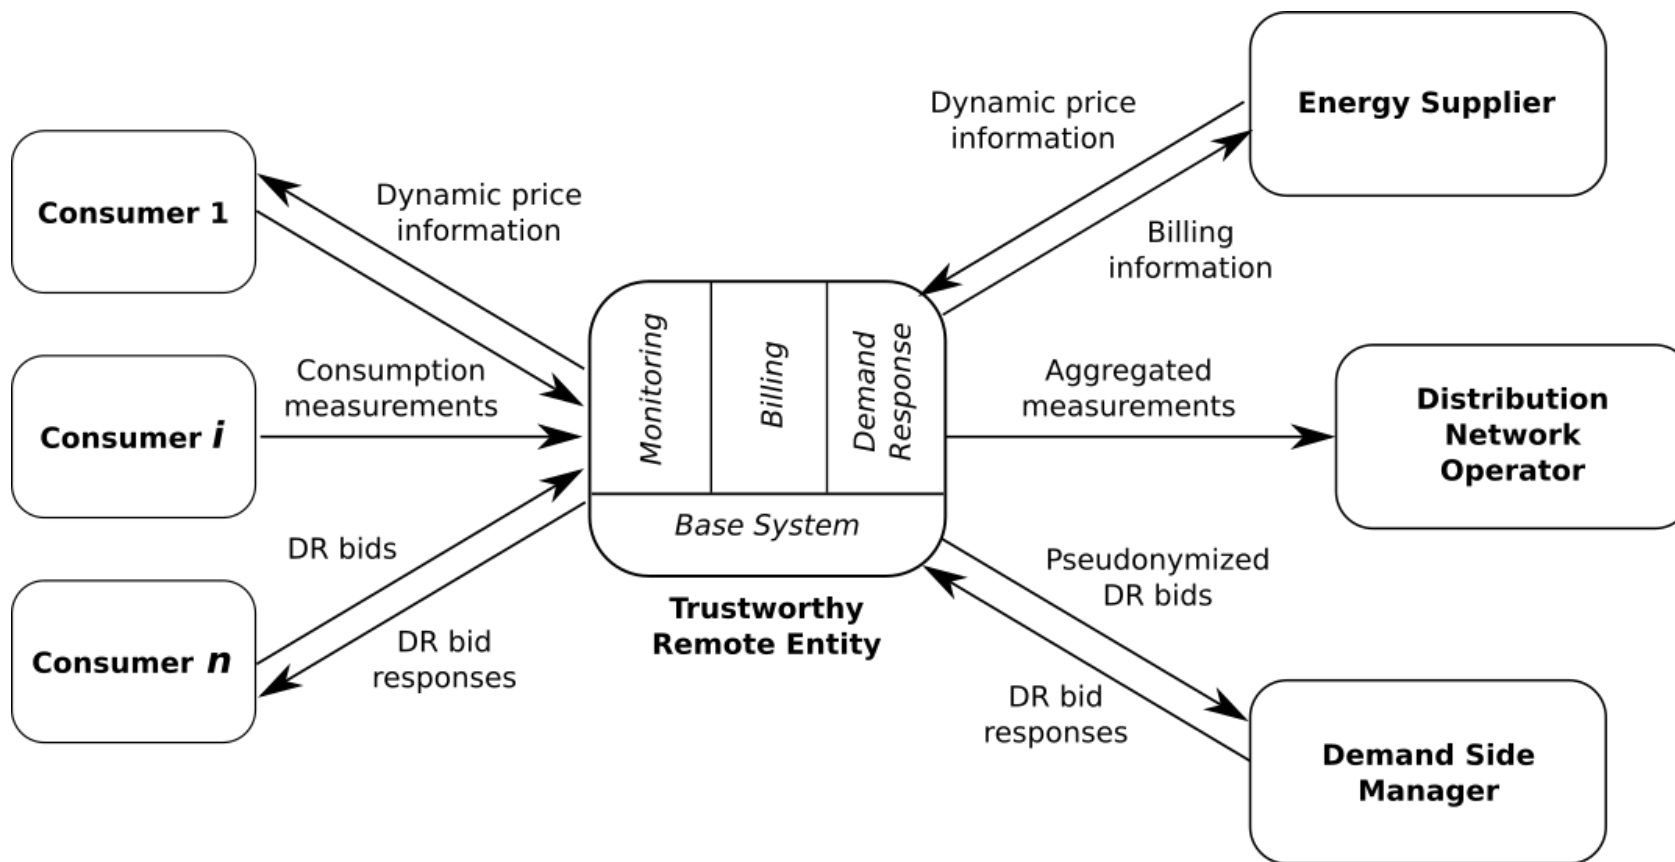 Consumer 1
Consumer i
Consumer n
Dynamic price
information
Consumption
measurements
DR bids
DR bid
responses
Monitoring
Billing
Demand
Response
Base System
Trustworthy
Remote Entity
Dynamic price
information
Billing
information
Aggregated
measurements
Pseudonymized
DR bids
DR bid
responses
Energy Supplier
Distribution
Network
Operator
Demand Side
Manager